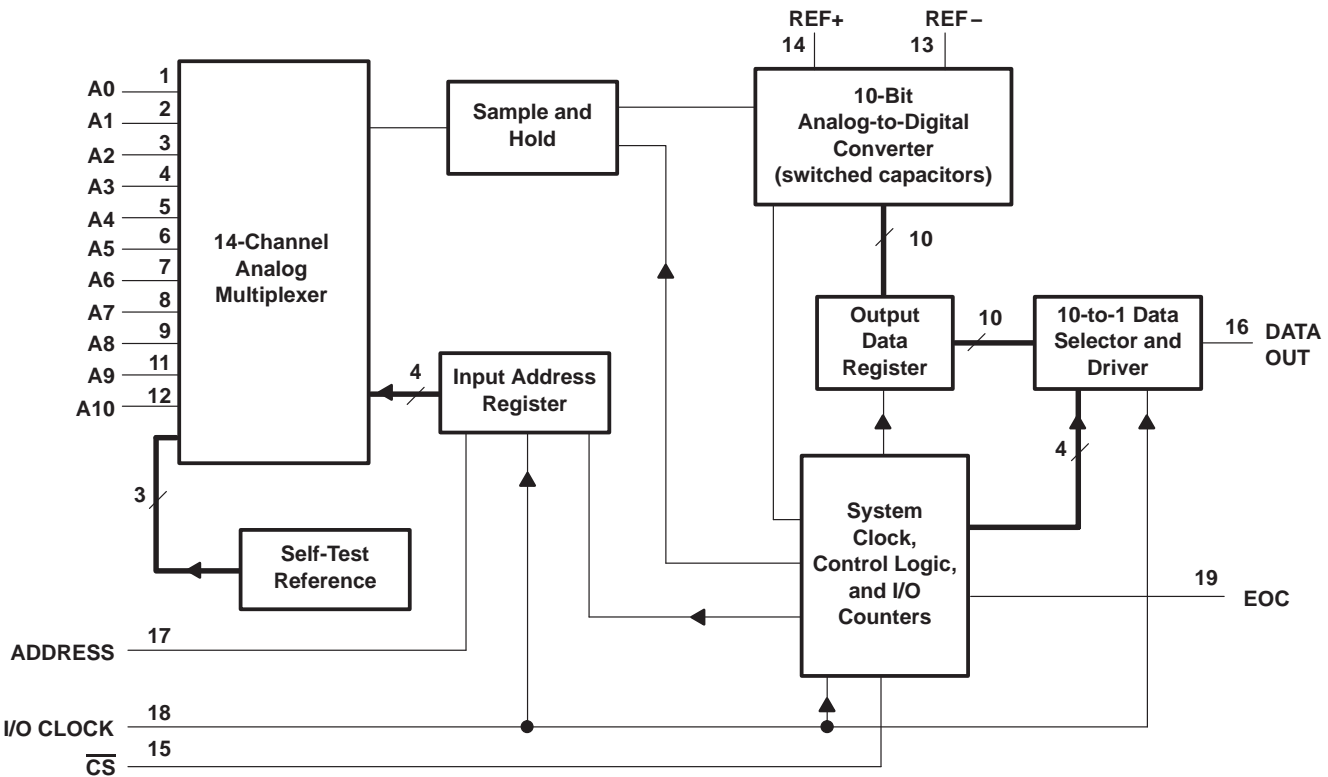 REF+
REF–
14
13
1
A0
2
A1
3
A2
4
A3
5
A4
6
A5
7
A6
8
A7
9
A8
11
A9
12
A10
14-Channel
Analog
Multiplexer
Sample and
Hold
10-Bit
Analog-to-Digital
Converter
(switched capacitors)
10
Output
Data
Register
10
10-to-1 Data
Selector and
Driver
16
DATA
OUT
4
Input Address
Register
4
3
Self-Test
Reference
System
Clock,
Control Logic,
and I/O
Counters
19
EOC
17
ADDRESS
18
I/O CLOCK
15
C̅S̅